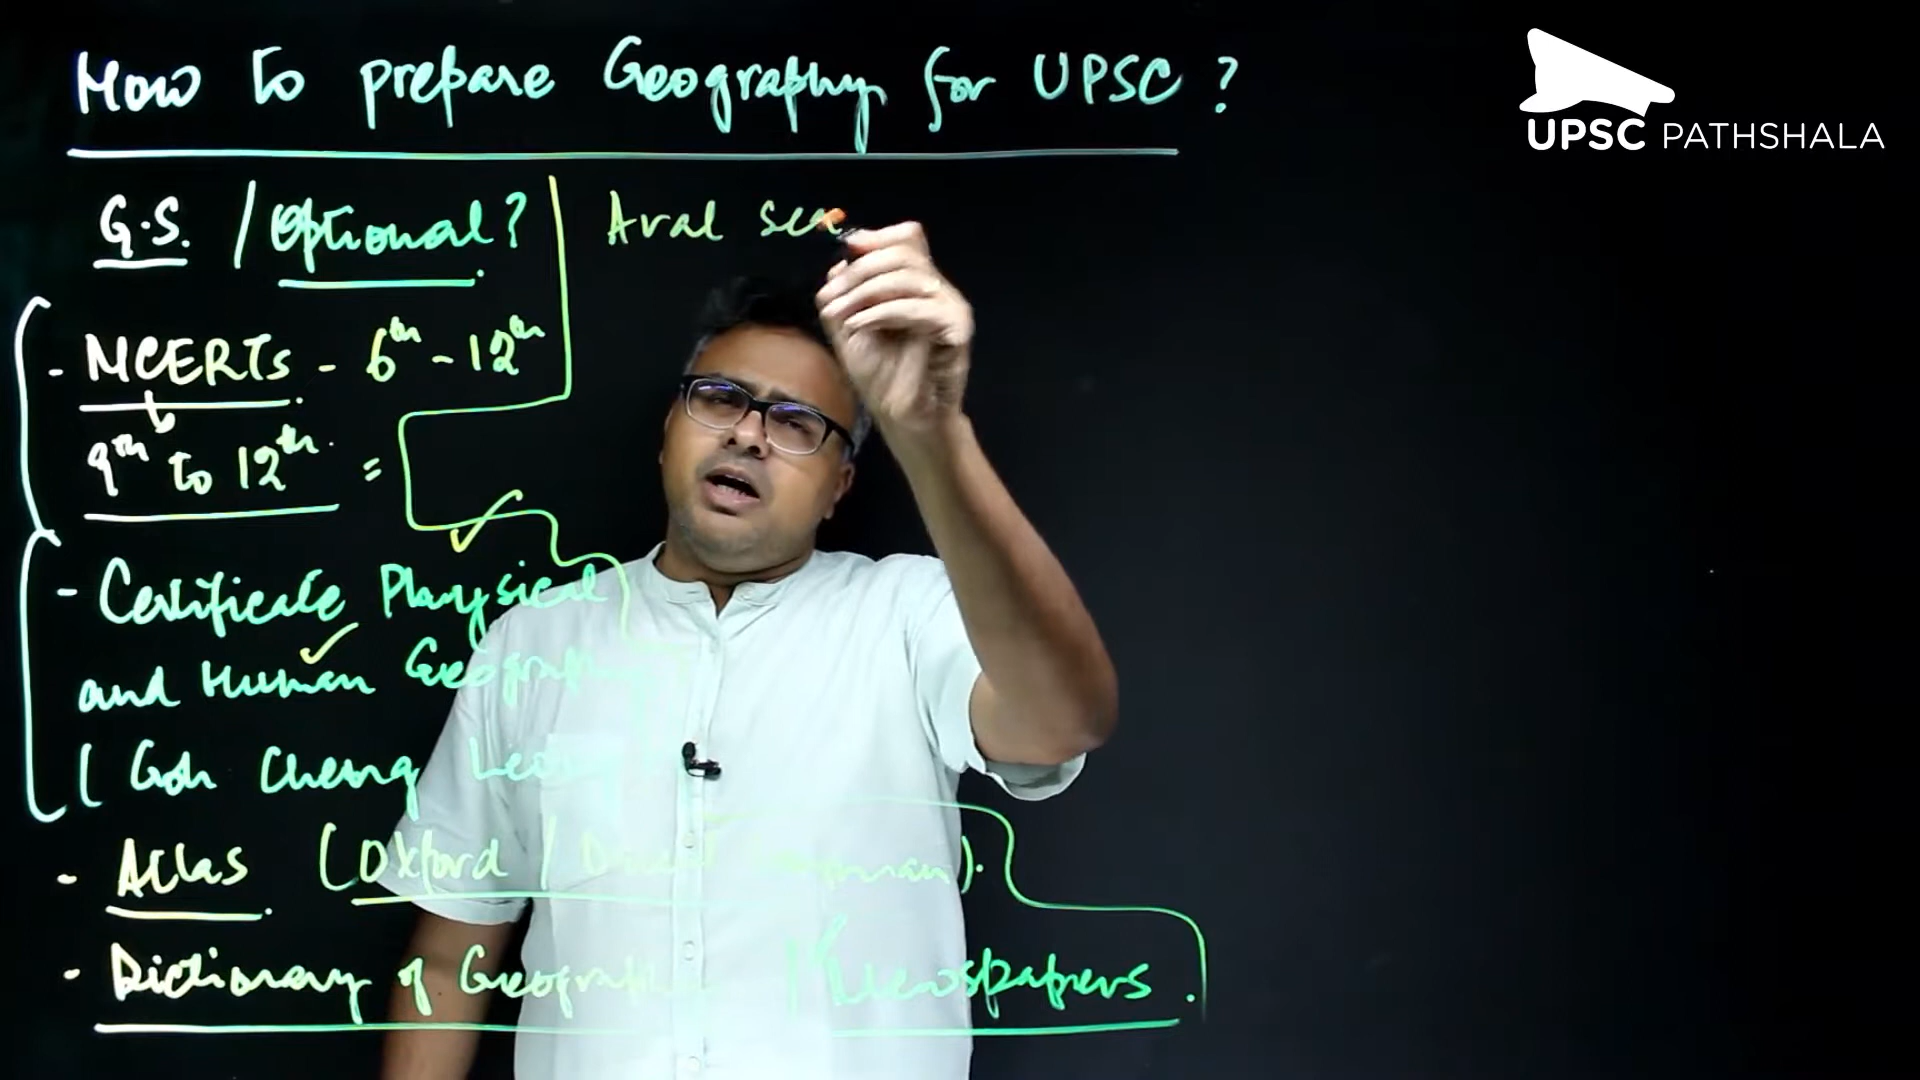 How to prepare Geography for UPSC ?
UPSC PATHSHALA
G.S. / Optional ?
Aral sea
- NCERTs - 6th - 12th
9th to 12th =
- Certificate Physical
and Human Geography
( Goh Cheng Leong
- Atlas (Oxford /
- Dictionary of Geography / Newspapers.